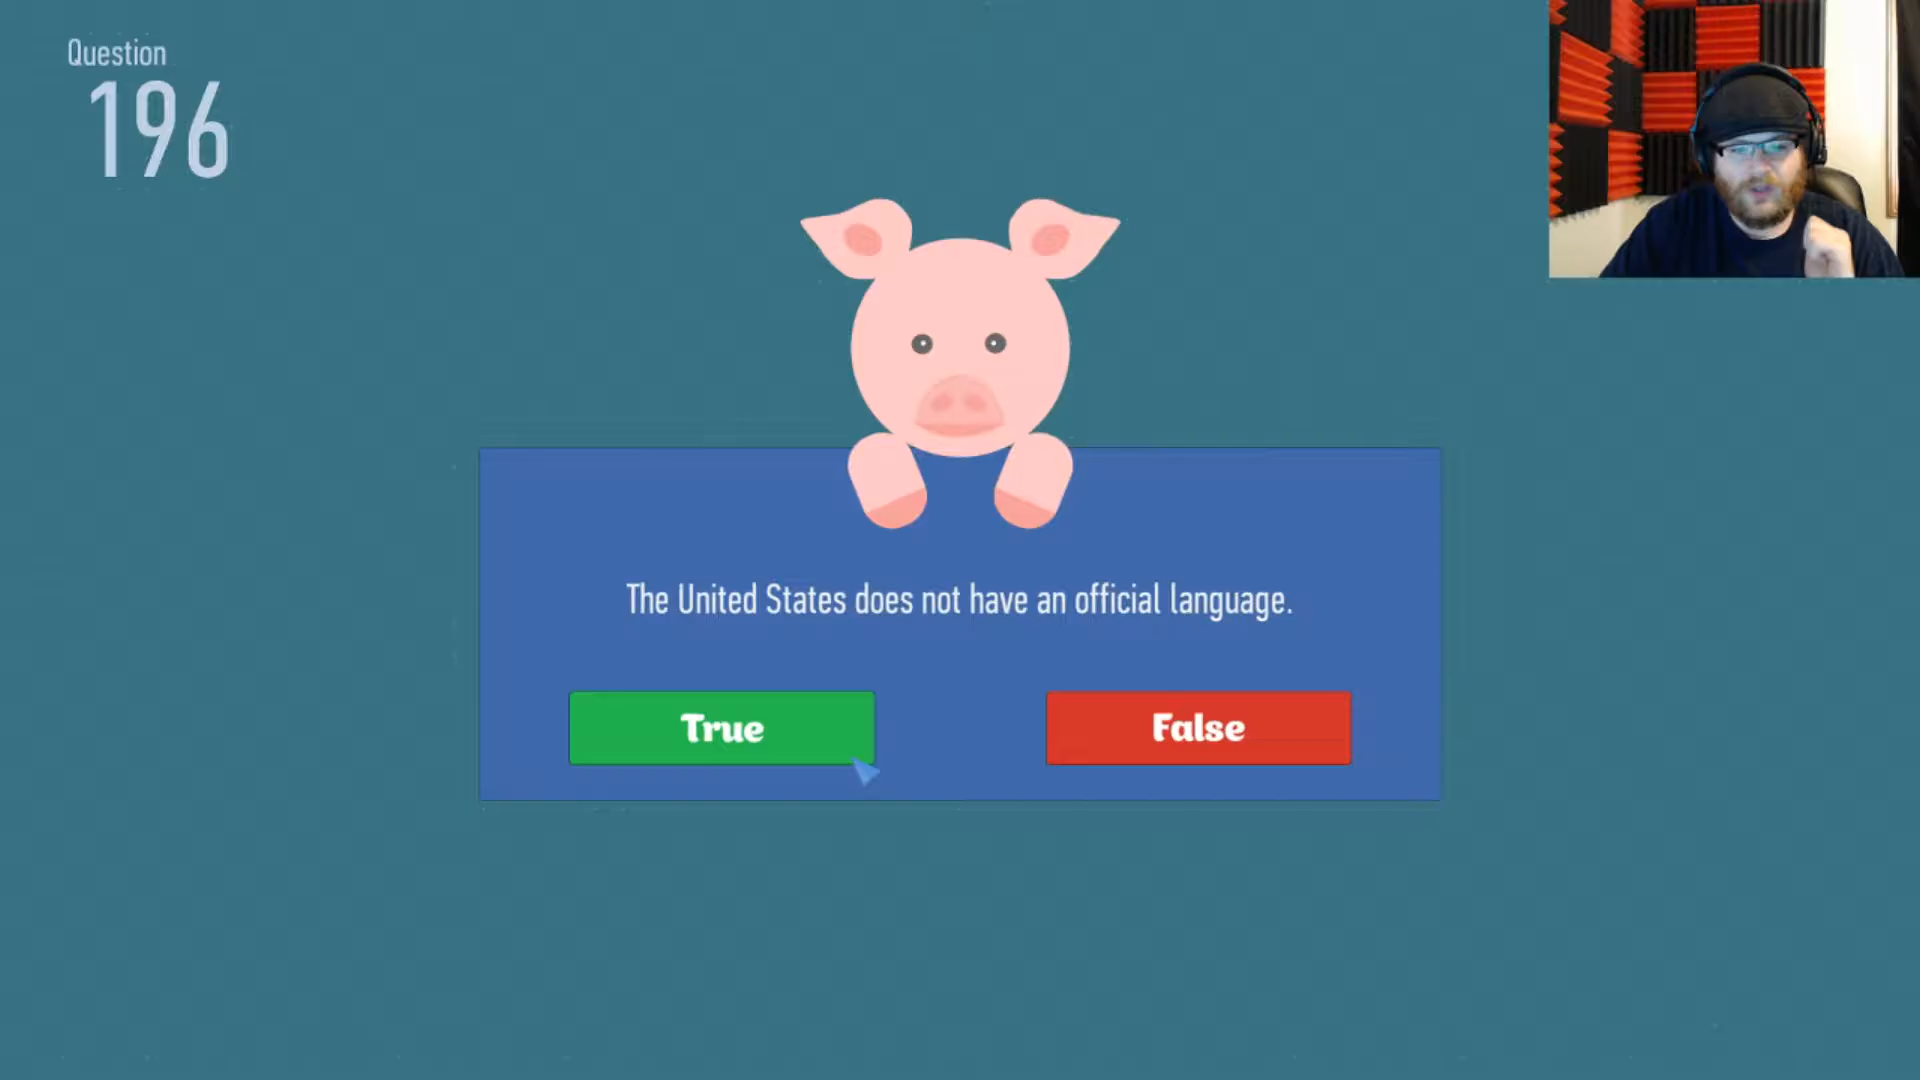 Question
196
The United States does not have an official language.
True
False